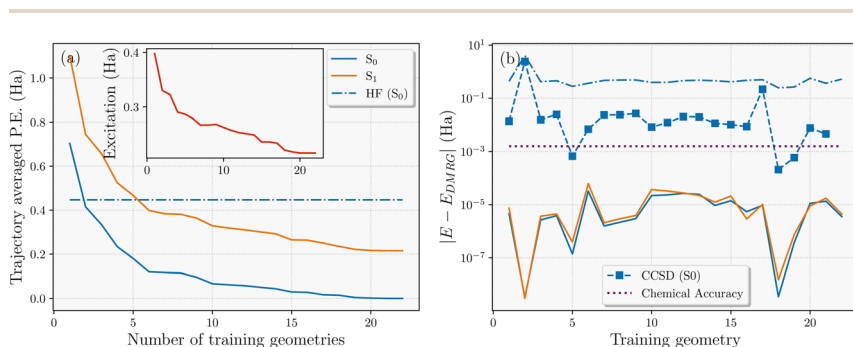 (a)
Trajectory averaged P.E. (Ha)
1.0
0.8
0.6
0.4
0.2
0.0
0
5
10
15
20
Number of training geometries
Excitation (Ha)
0.4
0.3
0
10
20
S₀
S₁
HF (S₀)
(b)
|E − E_DMRG| (Ha)
10¹
10⁻¹
10⁻³
10⁻⁵
10⁻⁷
0
5
10
15
20
Training geometry
CCSD (S0)
Chemical Accuracy